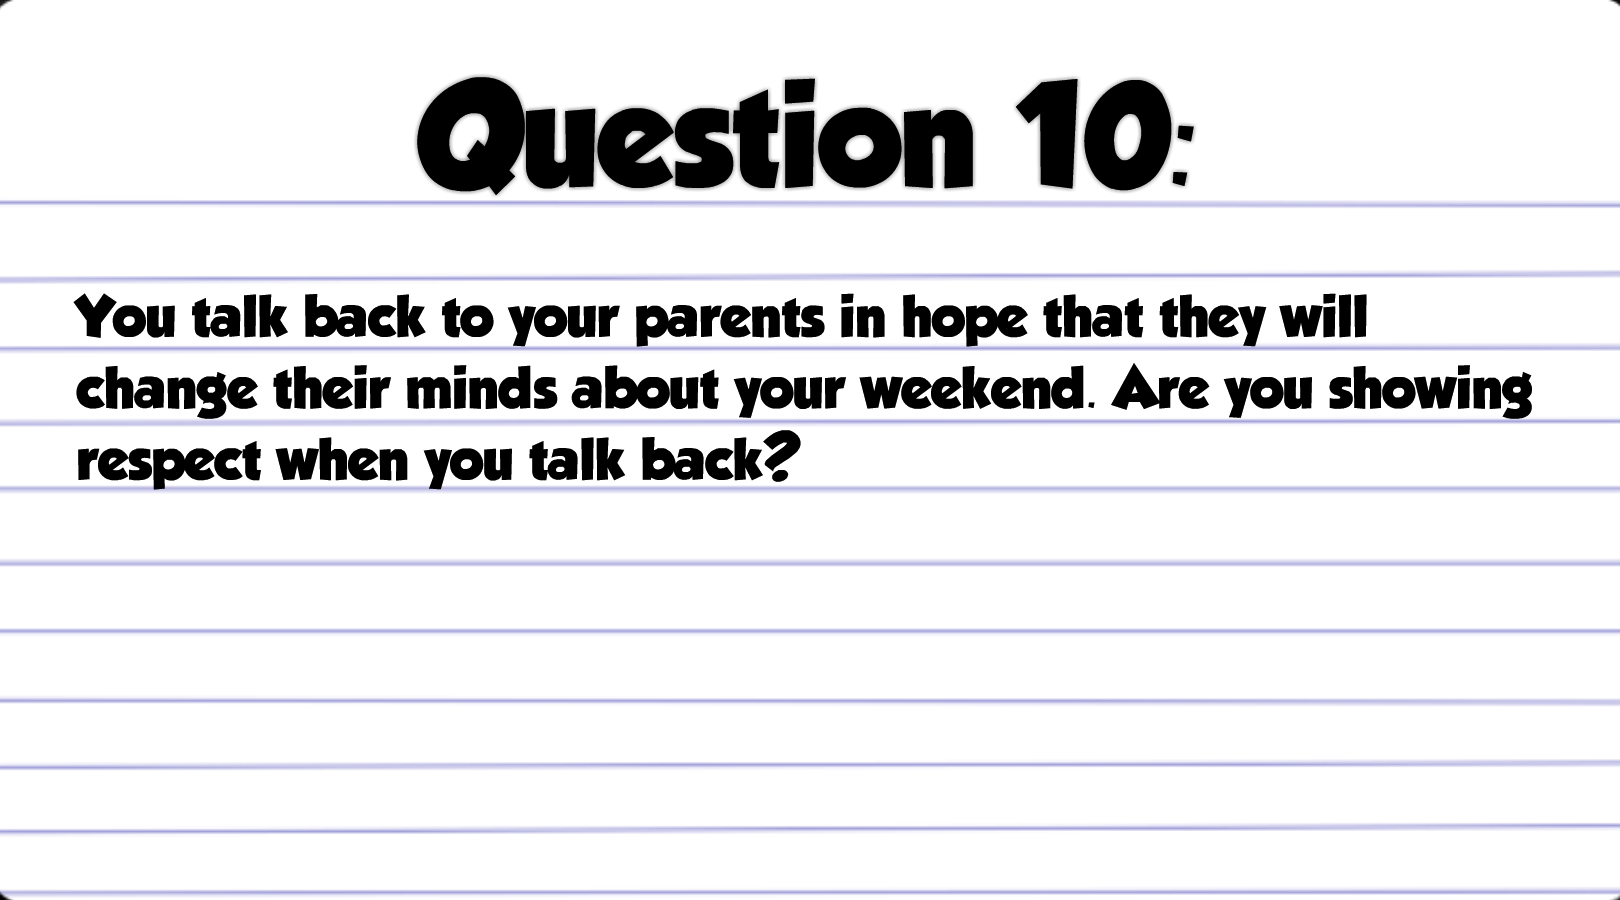 Question 10:
You talk back to your parents in hope that they will
change their minds about your weekend. Are you showing
respect when you talk back?